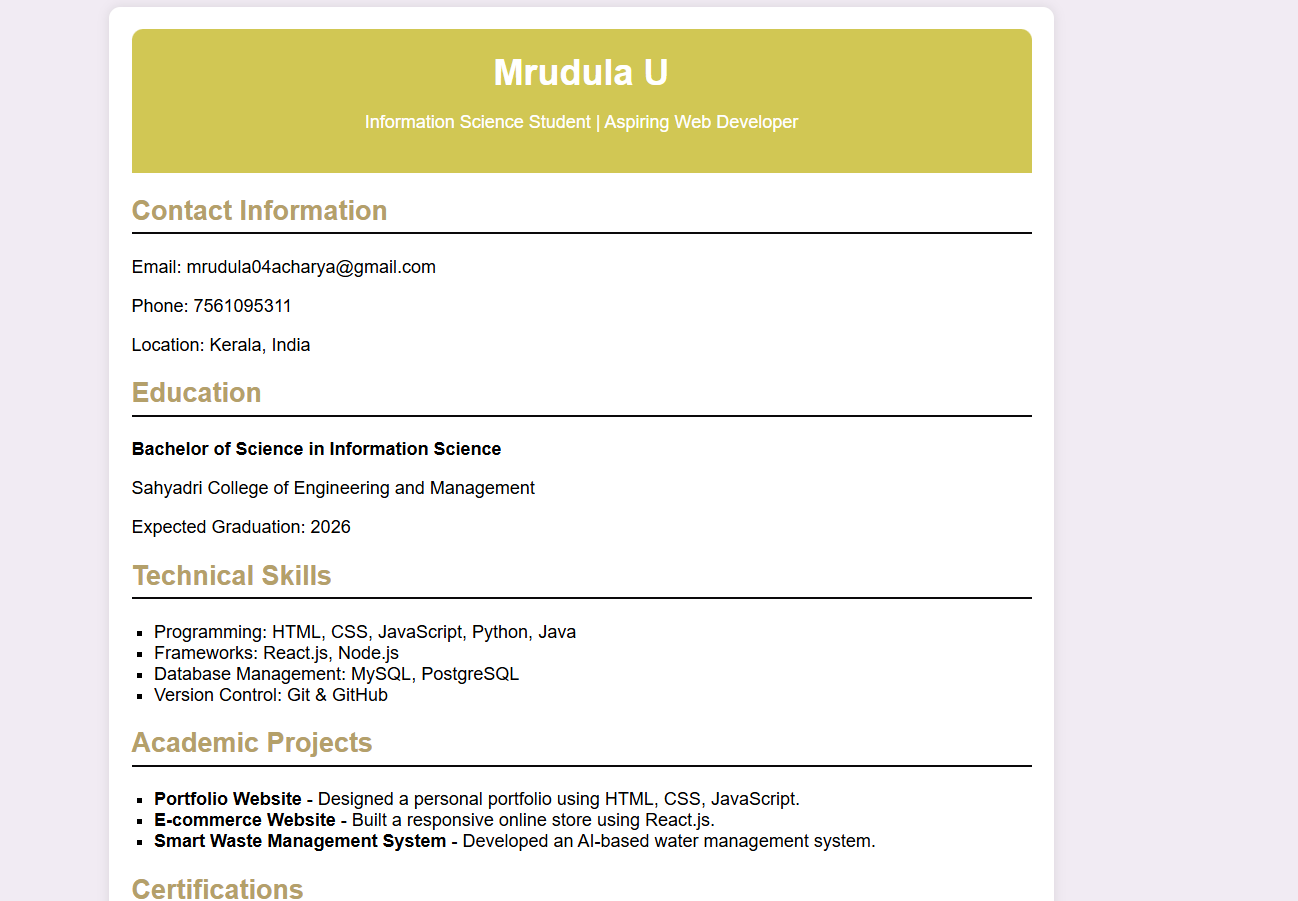 Mrudula U
Information Science Student | Aspiring Web Developer
Contact Information
Email: mrudula04acharya@gmail.com
Phone: 7561095311
Location: Kerala, India
Education
Bachelor of Science in Information Science
Sahyadri College of Engineering and Management
Expected Graduation: 2026
Technical Skills
Programming: HTML, CSS, JavaScript, Python, Java
Frameworks: React.js, Node.js
Database Management: MySQL, PostgreSQL
Version Control: Git & GitHub
Academic Projects
Portfolio Website - Designed a personal portfolio using HTML, CSS, JavaScript.
E-commerce Website - Built a responsive online store using React.js.
Smart Waste Management System - Developed an AI-based water management system.
Certifications